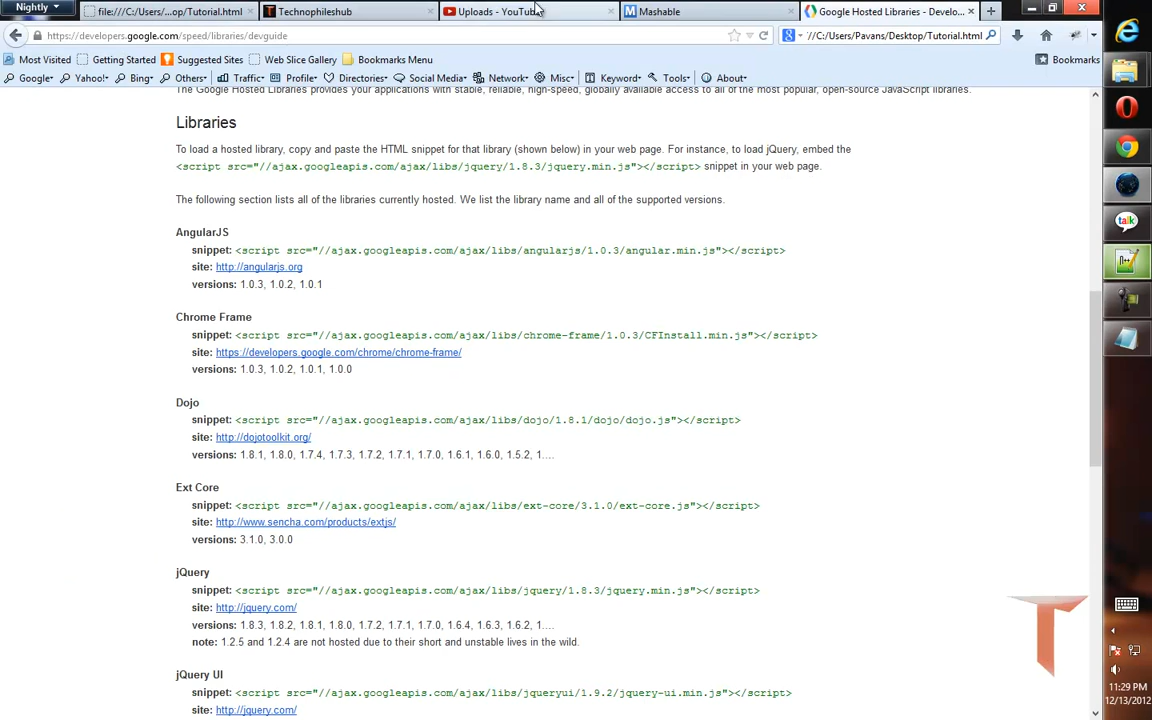 Nightly
file:///C:/Users/...op/Tutorial.html
Technophileshub
Uploads - YouTube
Mashable
Google Hosted Libraries - Develo...
https://developers.google.com/speed/libraries/devguide
//C:/Users/Pavans/Desktop/Tutorial.html
Most Visited Getting Started Suggested Sites Web Slice Gallery Bookmarks Menu Bookmarks
Google Yahoo! Bing Others Traffic Profile Directories Social Media Network Misc Keyword Tools About
The Google Hosted Libraries provides your applications with stable, reliable, high-speed, globally available access to all of the most popular, open-source JavaScript libraries.
Libraries
To load a hosted library, copy and paste the HTML snippet for that library (shown below) in your web page. For instance, to load jQuery, embed the
<script src="//ajax.googleapis.com/ajax/libs/jquery/1.8.3/jquery.min.js"></script> snippet in your web page.
The following section lists all of the libraries currently hosted. We list the library name and all of the supported versions.
AngularJS
snippet: <script src="//ajax.googleapis.com/ajax/libs/angularjs/1.0.3/angular.min.js"></script>
site: http://angularjs.org
versions: 1.0.3, 1.0.2, 1.0.1
Chrome Frame
snippet: <script src="//ajax.googleapis.com/ajax/libs/chrome-frame/1.0.3/CFInstall.min.js"></script>
site: https://developers.google.com/chrome/chrome-frame/
versions: 1.0.3, 1.0.2, 1.0.1, 1.0.0
Dojo
snippet: <script src="//ajax.googleapis.com/ajax/libs/dojo/1.8.1/dojo/dojo.js"></script>
site: http://dojotoolkit.org/
versions: 1.8.1, 1.8.0, 1.7.4, 1.7.3, 1.7.2, 1.7.1, 1.7.0, 1.6.1, 1.6.0, 1.5.2, 1....
Ext Core
snippet: <script src="//ajax.googleapis.com/ajax/libs/ext-core/3.1.0/ext-core.js"></script>
site: http://www.sencha.com/products/extjs/
versions: 3.1.0, 3.0.0
jQuery
snippet: <script src="//ajax.googleapis.com/ajax/libs/jquery/1.8.3/jquery.min.js"></script>
site: http://jquery.com/
versions: 1.8.3, 1.8.2, 1.8.1, 1.8.0, 1.7.2, 1.7.1, 1.7.0, 1.6.4, 1.6.3, 1.6.2, 1....
note: 1.2.5 and 1.2.4 are not hosted due to their short and unstable lives in the wild.
jQuery UI
snippet: <script src="//ajax.googleapis.com/ajax/libs/jqueryui/1.9.2/jquery-ui.min.js"></script>
site: http://jquery.com/
talk
T
11:29 PM
12/13/2012